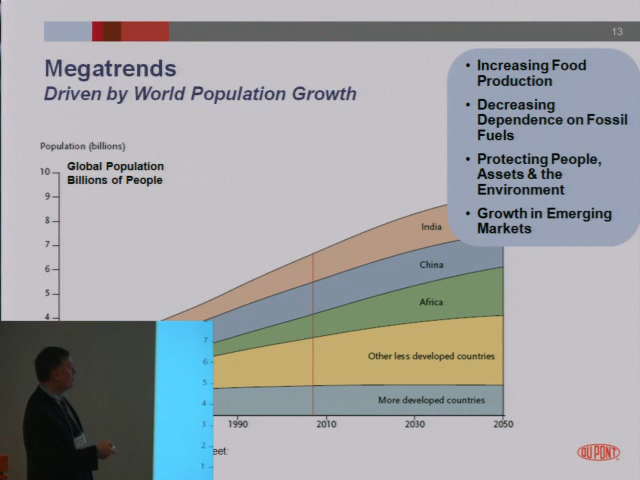 13
Megatrends
Driven by World Population Growth
• Increasing Food
Production
• Decreasing
Dependence on Fossil
Fuels
• Protecting People,
Assets & the
Environment
• Growth in Emerging
Markets
Population (billions)
Global Population
Billions of People
10
9
8
7
6
5
4
India
China
Africa
Other less developed countries
More developed countries
7
6
5
4
3
2
1
1990
2010
2030
2050
eet:
DUPONT